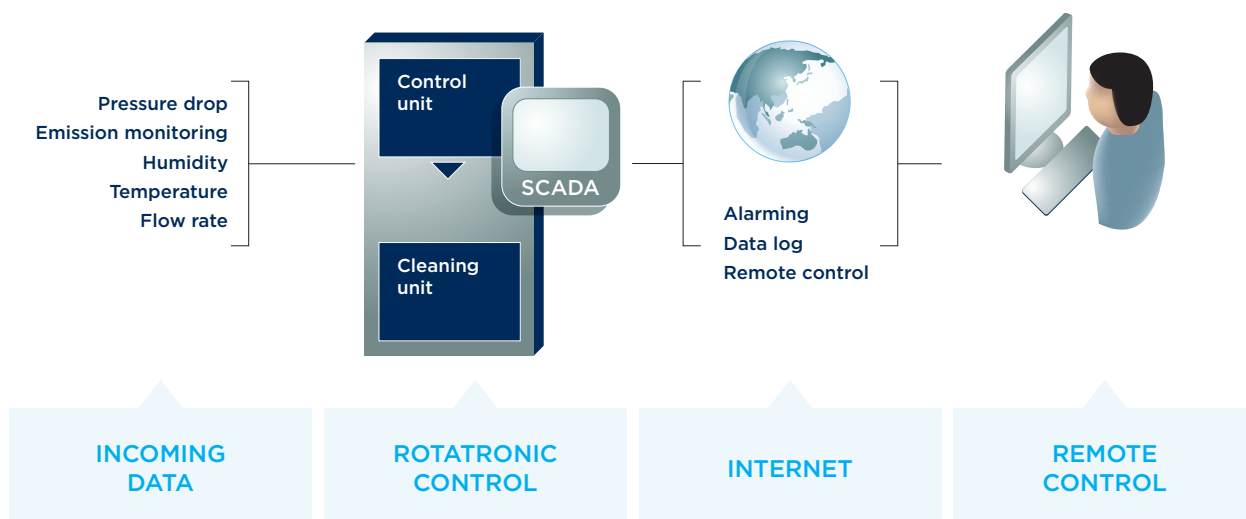 Pressure drop
Emission monitoring
Humidity
Temperature
Flow rate
Control
unit
SCADA
Cleaning
unit
Alarming
Data log
Remote control
INCOMING
DATA
ROTATRONIC
CONTROL
INTERNET
REMOTE
CONTROL